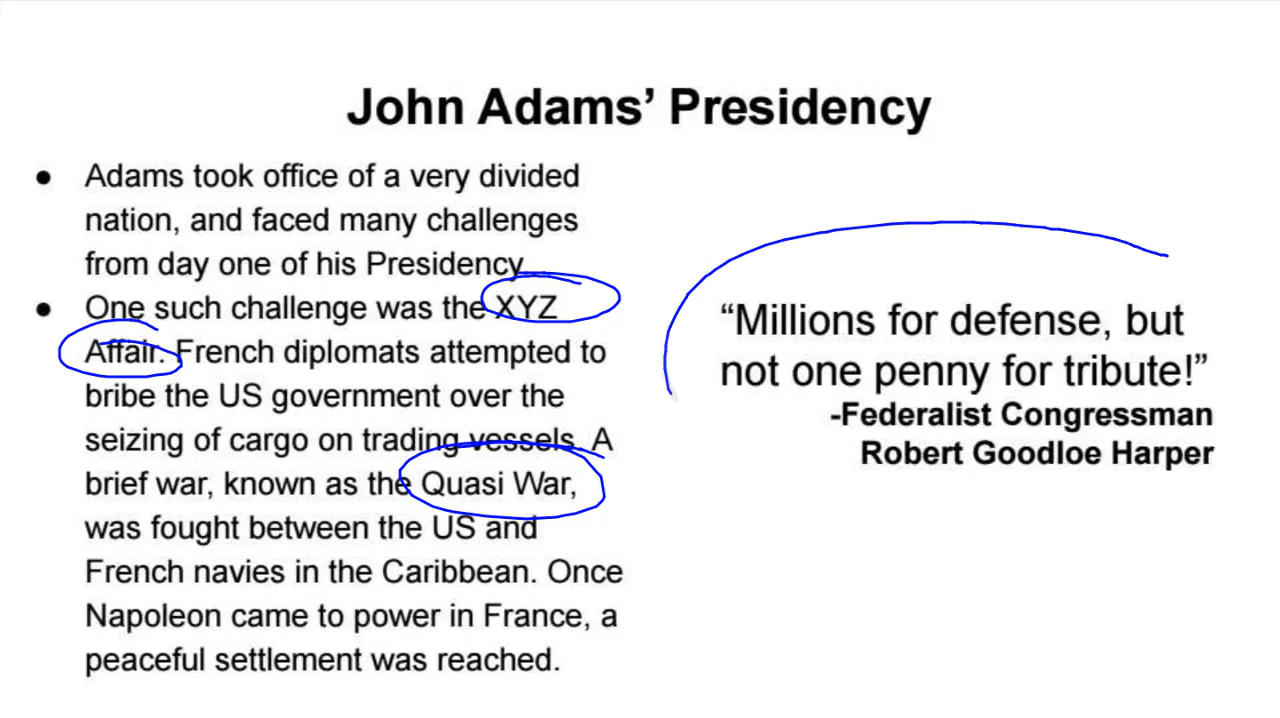 John Adams’ Presidency
● Adams took office of a very divided
nation, and faced many challenges
from day one of his Presidency
● One such challenge was the XYZ
Affair. French diplomats attempted to
bribe the US government over the
seizing of cargo on trading vessels. A
brief war, known as the Quasi War,
was fought between the US and
French navies in the Caribbean. Once
Napoleon came to power in France, a
peaceful settlement was reached.
“Millions for defense, but
not one penny for tribute!”
-Federalist Congressman
Robert Goodloe Harper